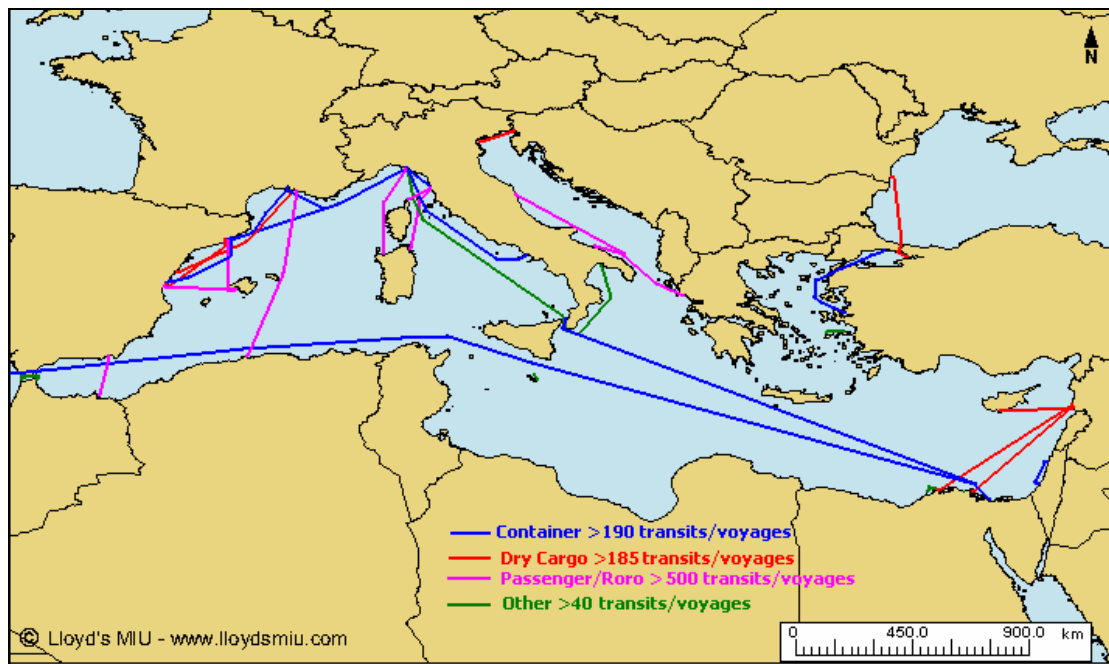 N
Container >190 transits/voyages
Dry Cargo >185 transits/voyages
Passenger/Roro > 500 transits/voyages
Other >40 transits/voyages
© Lloyd's MIU - www.lloydsmiu.com
0 450.0 900.0 km